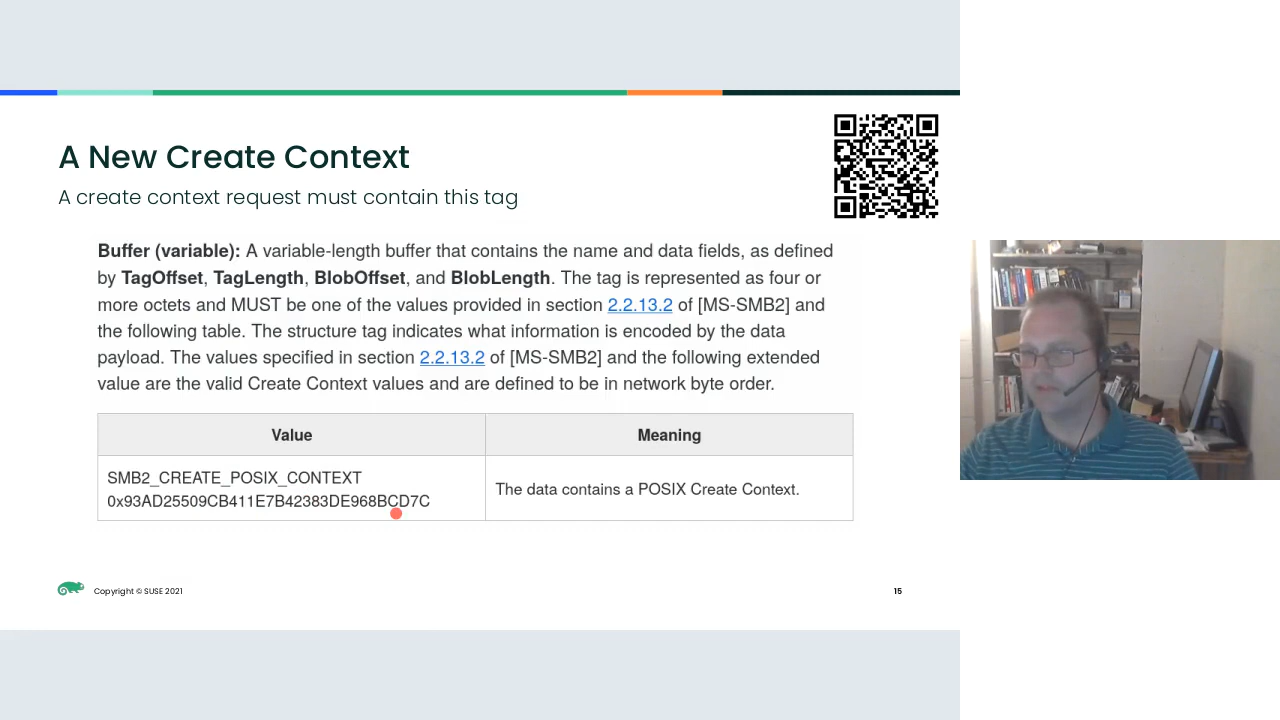 A New Create Context
A create context request must contain this tag
Buffer (variable): A variable-length buffer that contains the name and data fields, as defined
by TagOffset, TagLength, BlobOffset, and BlobLength. The tag is represented as four or
more octets and MUST be one of the values provided in section 2.2.13.2 of [MS-SMB2] and
the following table. The structure tag indicates what information is encoded by the data
payload. The values specified in section 2.2.13.2 of [MS-SMB2] and the following extended
value are the valid Create Context values and are defined to be in network byte order.
Value Meaning
SMB2_CREATE_POSIX_CONTEXT
0x93AD25509CB411E7B42383DE968BCD7C
The data contains a POSIX Create Context.
Copyright © SUSE 2021
15